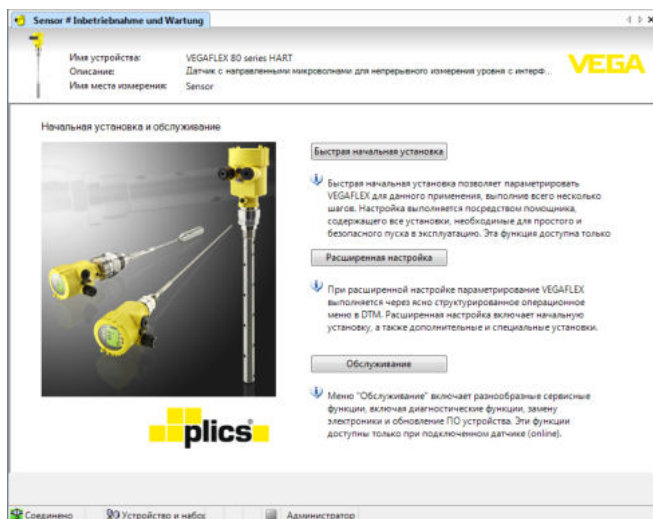 Sensor # Inbetriebnahme und Wartung
Имя устройства: VEGAFLEX 80 series HART
Описание: Датчик с направленными микроволнами для непрерывного измерения уровня с интерф...
Имя места измерения: Sensor
VEGA
Начальная установка и обслуживание
Быстрая начальная установка
Быстрая начальная установка позволяет параметрировать
VEGAFLEX для данного применения, выполнив всего несколько
шагов. Настройка выполняется посредством помощника,
содержащего все установки, необходимые для простого и
безопасного пуска в эксплуатацию. Эта функция доступна только
Расширенная настройка
При расширенной настройке параметрирование VEGAFLEX
выполняется через ясно структурированное операционное
меню в DTM. Расширенная настройка включает начальную
установку, а также дополнительные и специальные установки.
Обслуживание
Меню "Обслуживание" включает разнообразные сервисные
функции, включая диагностические функции, замену
электроники и обновление ПО устройства. Эти функции
доступны только при подключенном датчике (online).
plics®
Соединено Устройство и набор Администратор